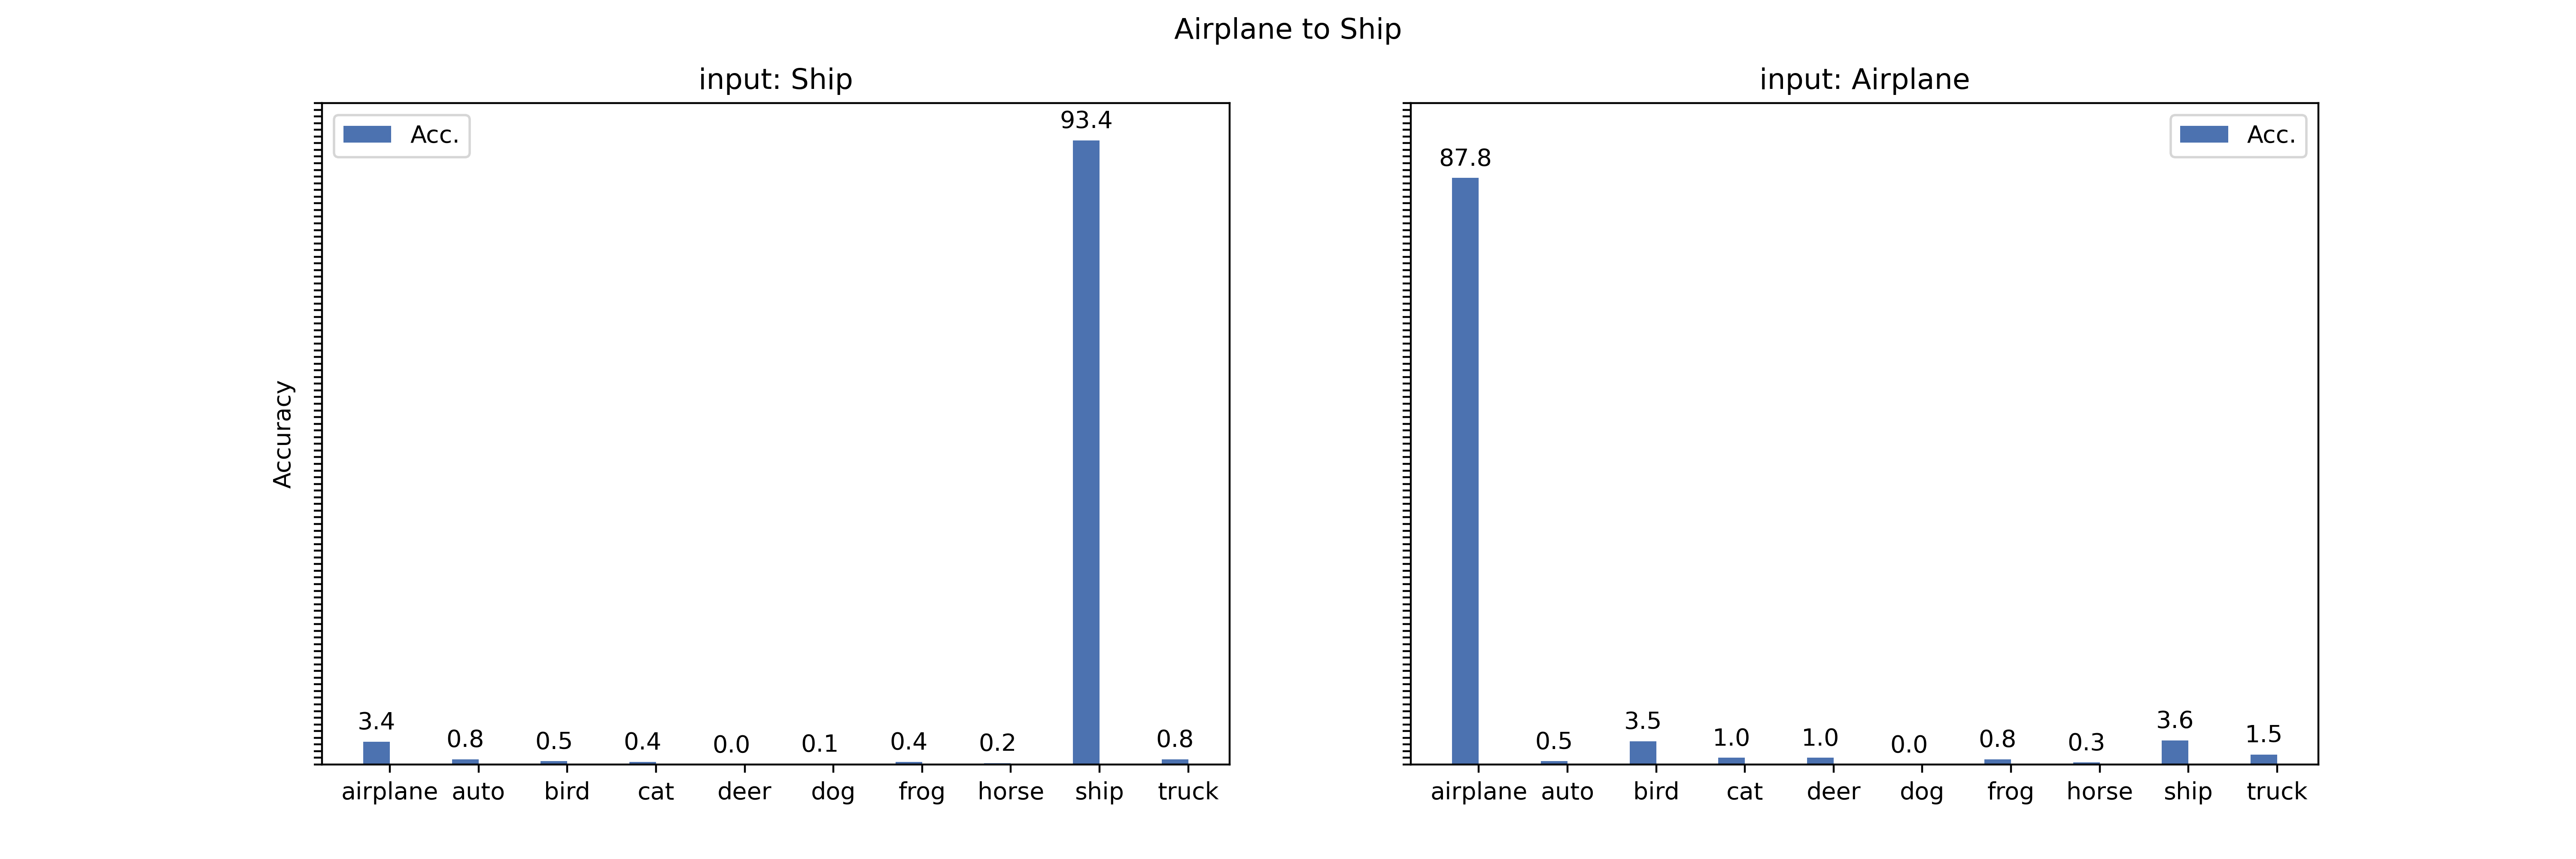 Airplane to Ship
input: Ship
Acc.
93.4
3.4
0.8
0.5
0.4
0.0
0.1
0.4
0.2
0.8
Accuracy
airplane auto bird cat deer dog frog horse ship truck
input: Airplane
Acc.
87.8
0.5
3.5
1.0
1.0
0.0
0.8
0.3
3.6
1.5
airplane auto bird cat deer dog frog horse ship truck